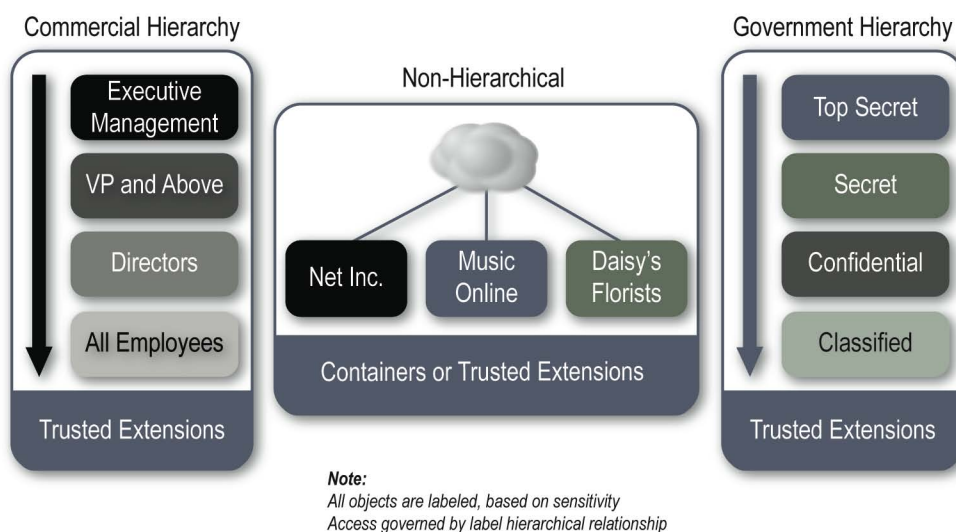 Commercial Hierarchy
Executive
Management
VP and Above
Directors
All Employees
Trusted Extensions
Non-Hierarchical
Net Inc.
Music
Online
Daisy's
Florists
Containers or Trusted Extensions
Government Hierarchy
Top Secret
Secret
Confidential
Classified
Trusted Extensions
Note:
All objects are labeled, based on sensitivity
Access governed by label hierarchical relationship